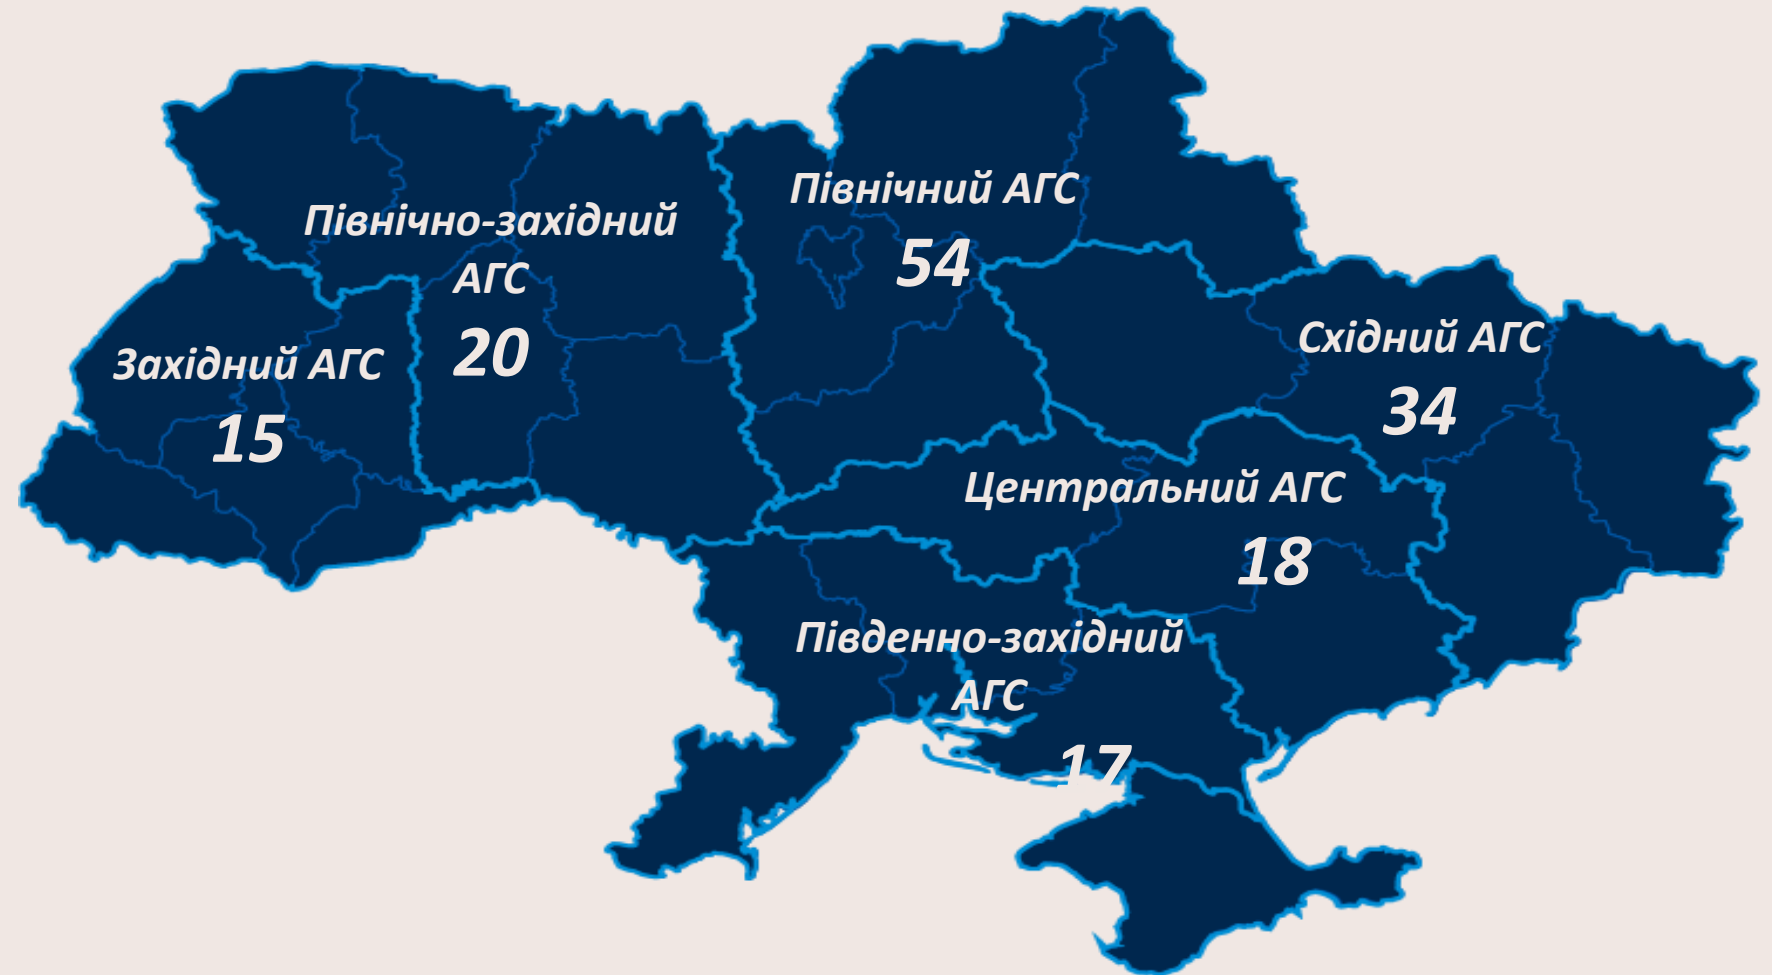 Північно-західний
АГС
20
Північний АГС
54
Західний АГС
15
Східний АГС
34
Центральний АГС
18
Південно-західний
АГС
17